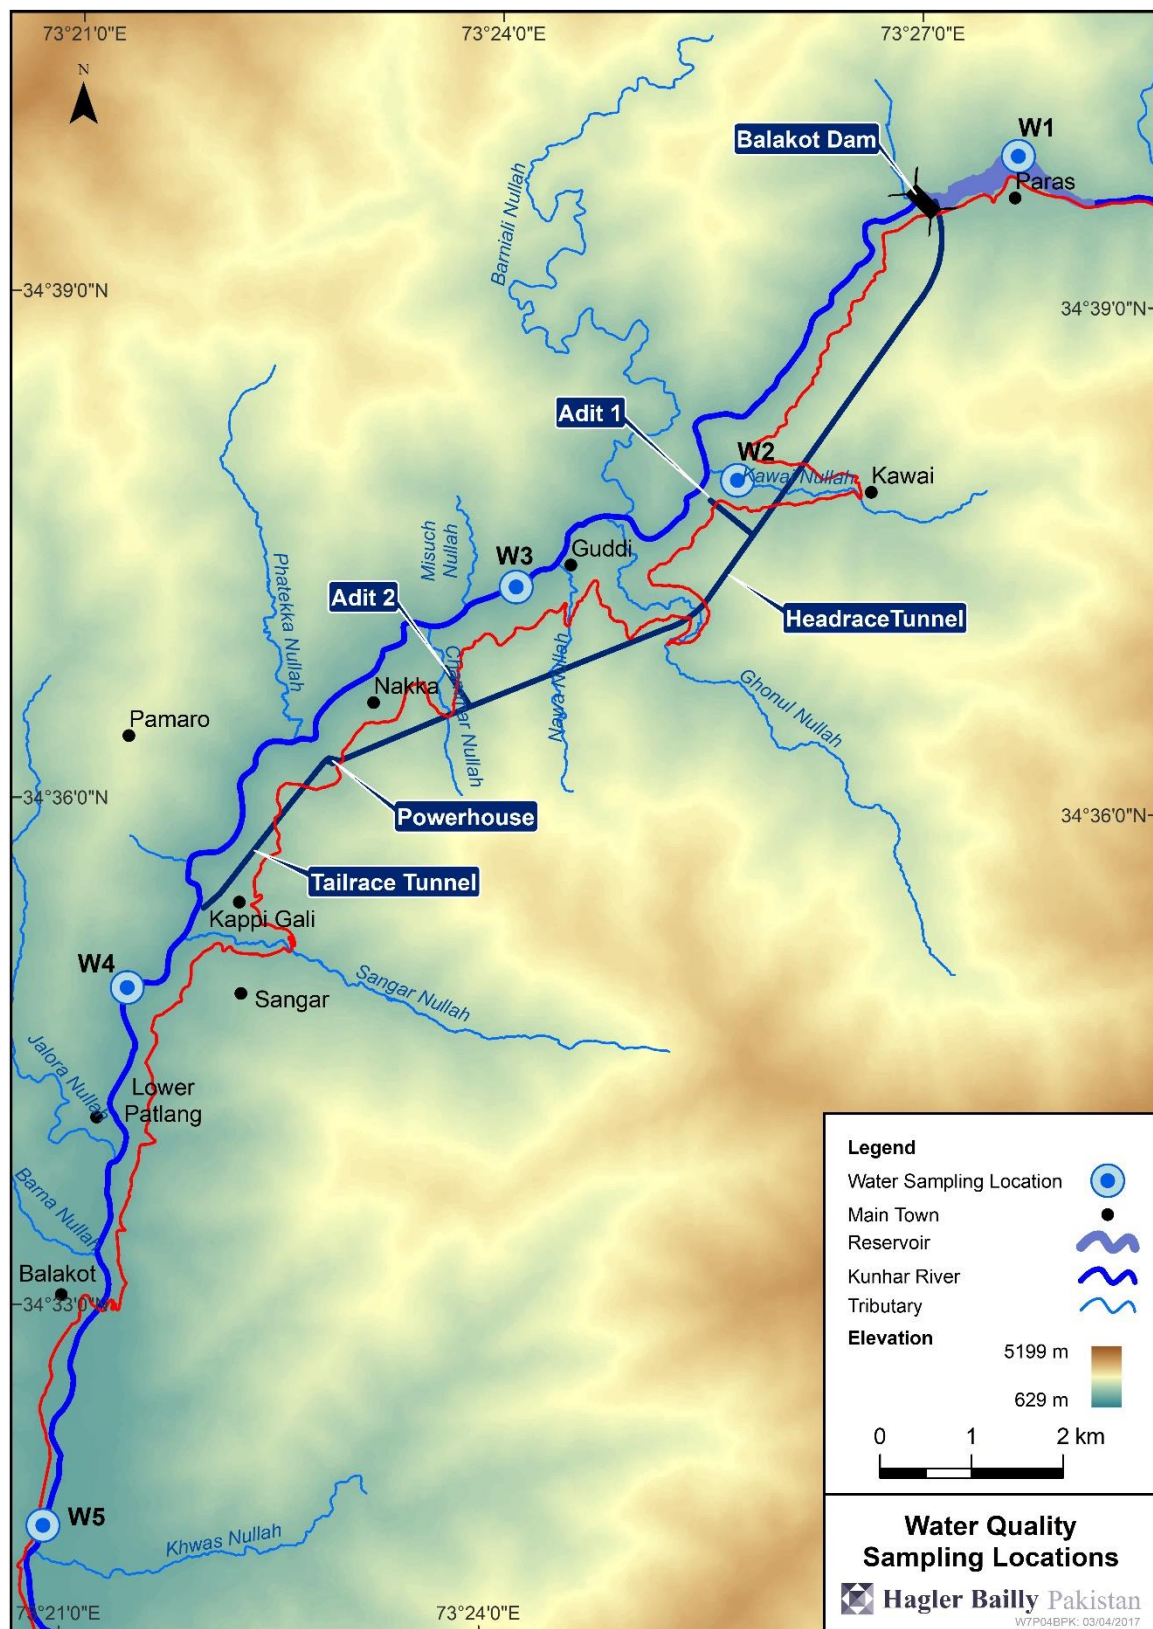 73°21'0"E
73°24'0"E
73°27'0"E
N
W1
Balakot Dam
Paras
Barniali Nullah
34°39'0"N
34°39'0"N
Adit 1
W2
Kawai Nullah
Kawai
Misuch
Nullah
W3
Guddi
Phatekka Nullah
Adit 2
Headrace Tunnel
Nakka
Nawa Nullah
Ghonul Nullah
Pamaro
34°36'0"N
34°36'0"N
Powerhouse
Tailrace Tunnel
Kappi Gali
W4
Sangar Nullah
Sangar
Jalora Nullah
Lower
Patlang
Barna Nullah
Balakot
34°33'0"N
W5
Khwas Nullah
73°21'0"E
73°24'0"E
Legend
Water Sampling Location
Main Town
Reservoir
Kunhar River
Tributary
Elevation
5199 m
629 m
0 1 2 km
Water Quality
Sampling Locations
Hagler Bailly Pakistan
W7P04BPK: 03/04/2017